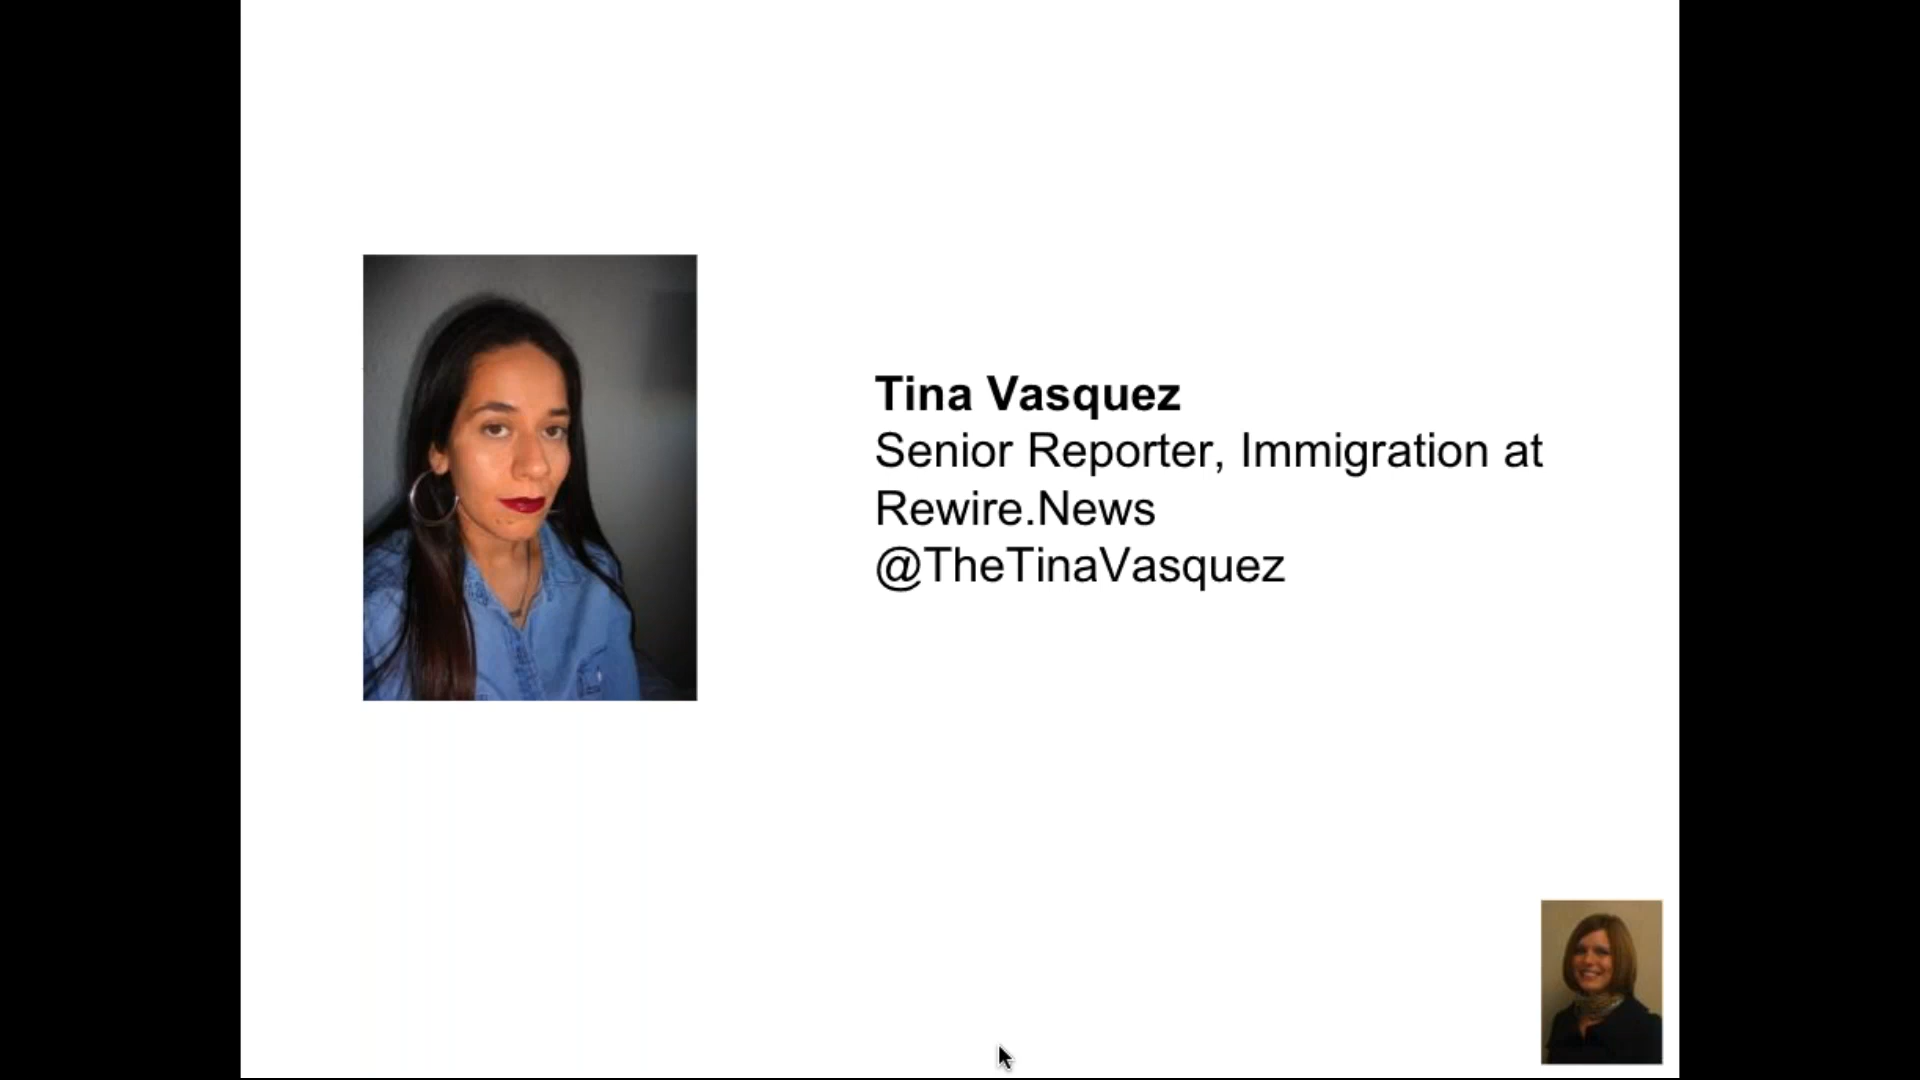 Tina Vasquez
Senior Reporter, Immigration at
Rewire.News
@TheTinaVasquez